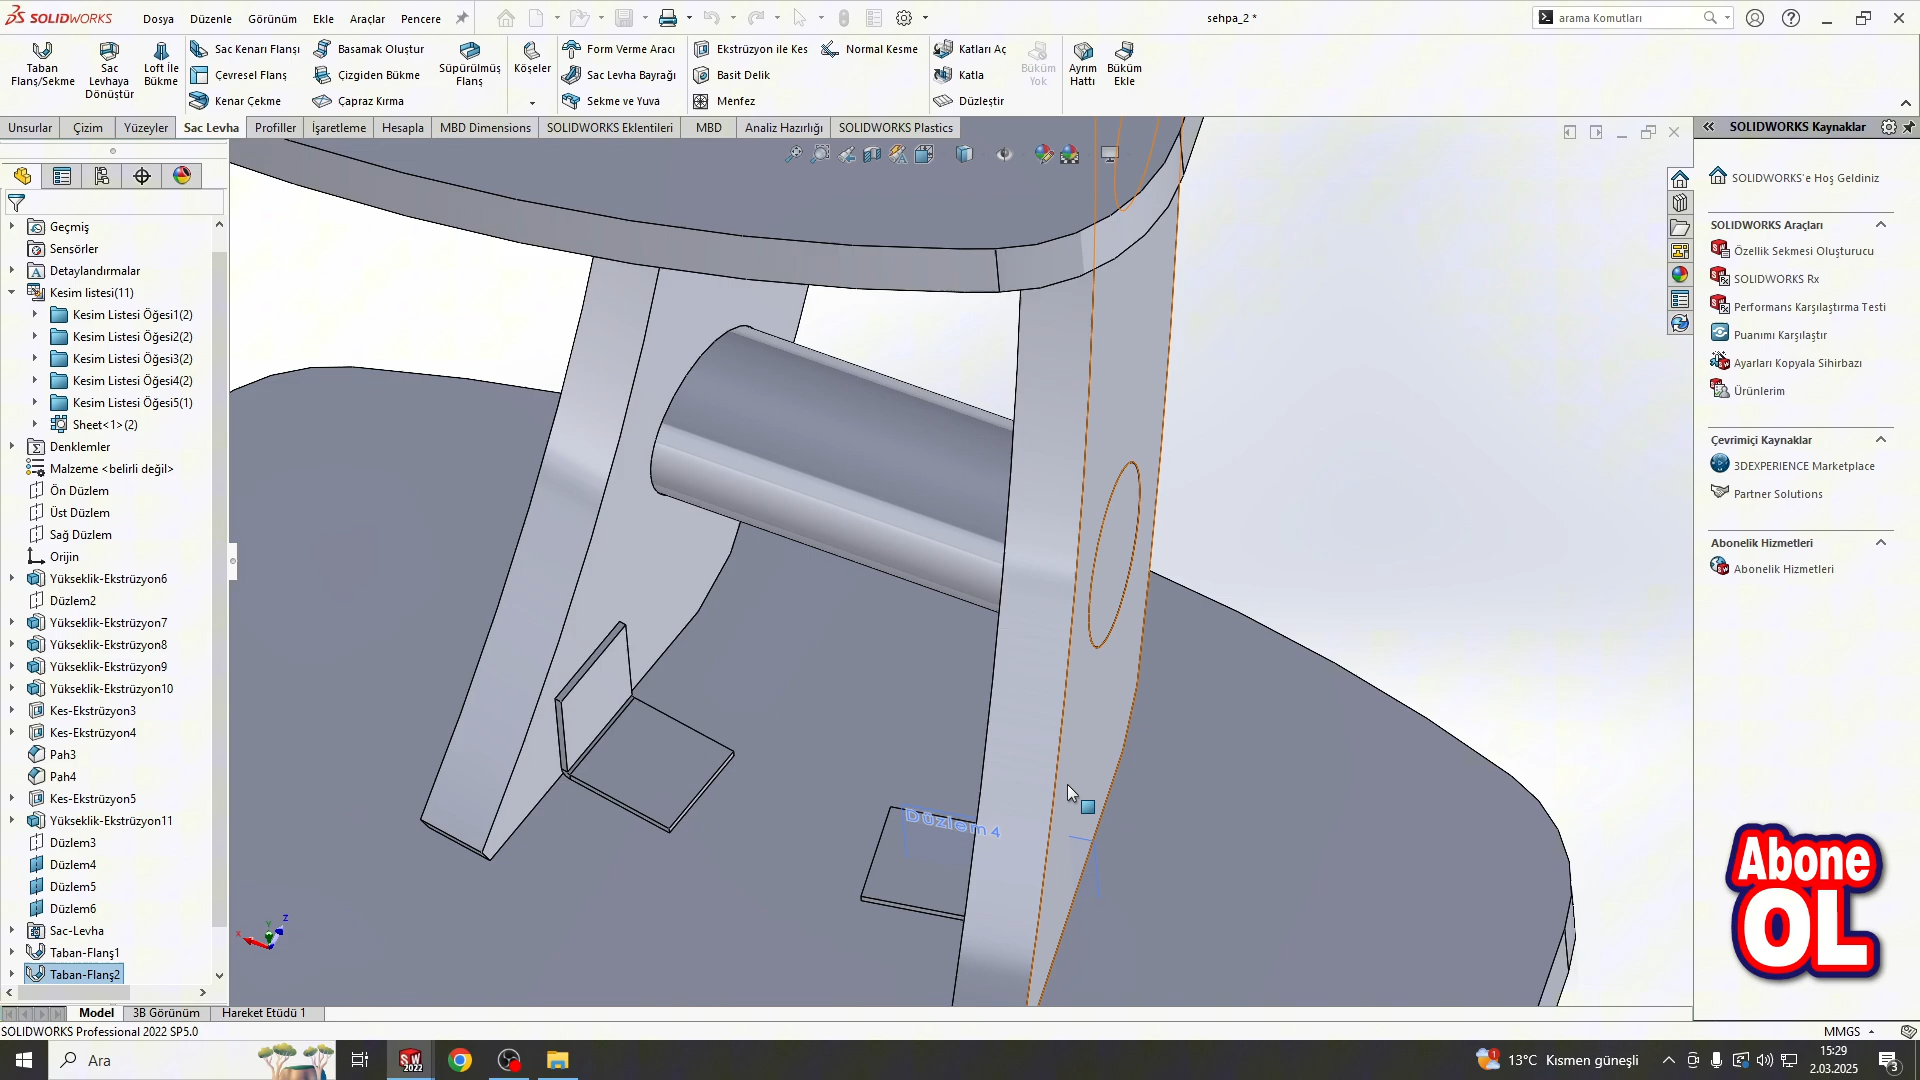 SOLIDWORKS
Dosya
Düzenle
Görünüm
Ekle
Araçlar
Pencere
sehpa_2 *
arama Komutları
Taban
Flanş/Sekme
Sac
Levhaya
Dönüştür
Loft İle
Bükme
Sac Kenarı Flanşı
Çevresel Flanş
Kenar Çekme
Basamak Oluştur
Çizgiden Bükme
Çapraz Kırma
Süpürülmüş
Flanş
Köşeler
Form Verme Aracı
Sac Levha Bayrağı
Sekme ve Yuva
Ekstrüzyon ile Kes
Basit Delik
Menfez
Normal Kesme
Katları Aç
Katla
Düzleştir
Büküm
Yok
Ayrım
Hattı
Büküm
Ekle
Unsurlar
Çizim
Yüzeyler
Sac Levha
Profiller
İşaretleme
Hesapla
MBD Dimensions
SOLIDWORKS Eklentileri
MBD
Analiz Hazırlığı
SOLIDWORKS Plastics
Geçmiş
Sensörler
Detaylandırmalar
Kesim listesi(11)
Kesim Listesi Öğesi1(2)
Kesim Listesi Öğesi2(2)
Kesim Listesi Öğesi3(2)
Kesim Listesi Öğesi4(2)
Kesim Listesi Öğesi5(1)
Sheet<1>(2)
Denklemler
Malzeme <belirli değil>
Ön Düzlem
Üst Düzlem
Sağ Düzlem
Orijin
Yükseklik-Ekstrüzyon6
Düzlem2
Yükseklik-Ekstrüzyon7
Yükseklik-Ekstrüzyon8
Yükseklik-Ekstrüzyon9
Yükseklik-Ekstrüzyon10
Kes-Ekstrüzyon3
Kes-Ekstrüzyon4
Pah3
Pah4
Kes-Ekstrüzyon5
Yükseklik-Ekstrüzyon11
Düzlem3
Düzlem4
Düzlem5
Düzlem6
Sac-Levha
Taban-Flanş1
Taban-Flanş2
Düzlem4
X
Y
Z
SOLIDWORKS Kaynaklar
SOLIDWORKS'e Hoş Geldiniz
SOLIDWORKS Araçları
Özellik Sekmesi Oluşturucu
SOLIDWORKS Rx
Performans Karşılaştırma Testi
Puanımı Karşılaştır
Ayarları Kopyala Sihirbazı
Ürünlerim
Çevrimiçi Kaynaklar
3DEXPERIENCE Marketplace
Partner Solutions
Abonelik Hizmetleri
Abonelik Hizmetleri
Abone
OL
Model
3B Görünüm
Hareket Etüdü 1
SOLIDWORKS Professional 2022 SP5.0
MMGS
Ara
SW
2022
1
13°C Kısmen güneşli
15:29
2.03.2025
3